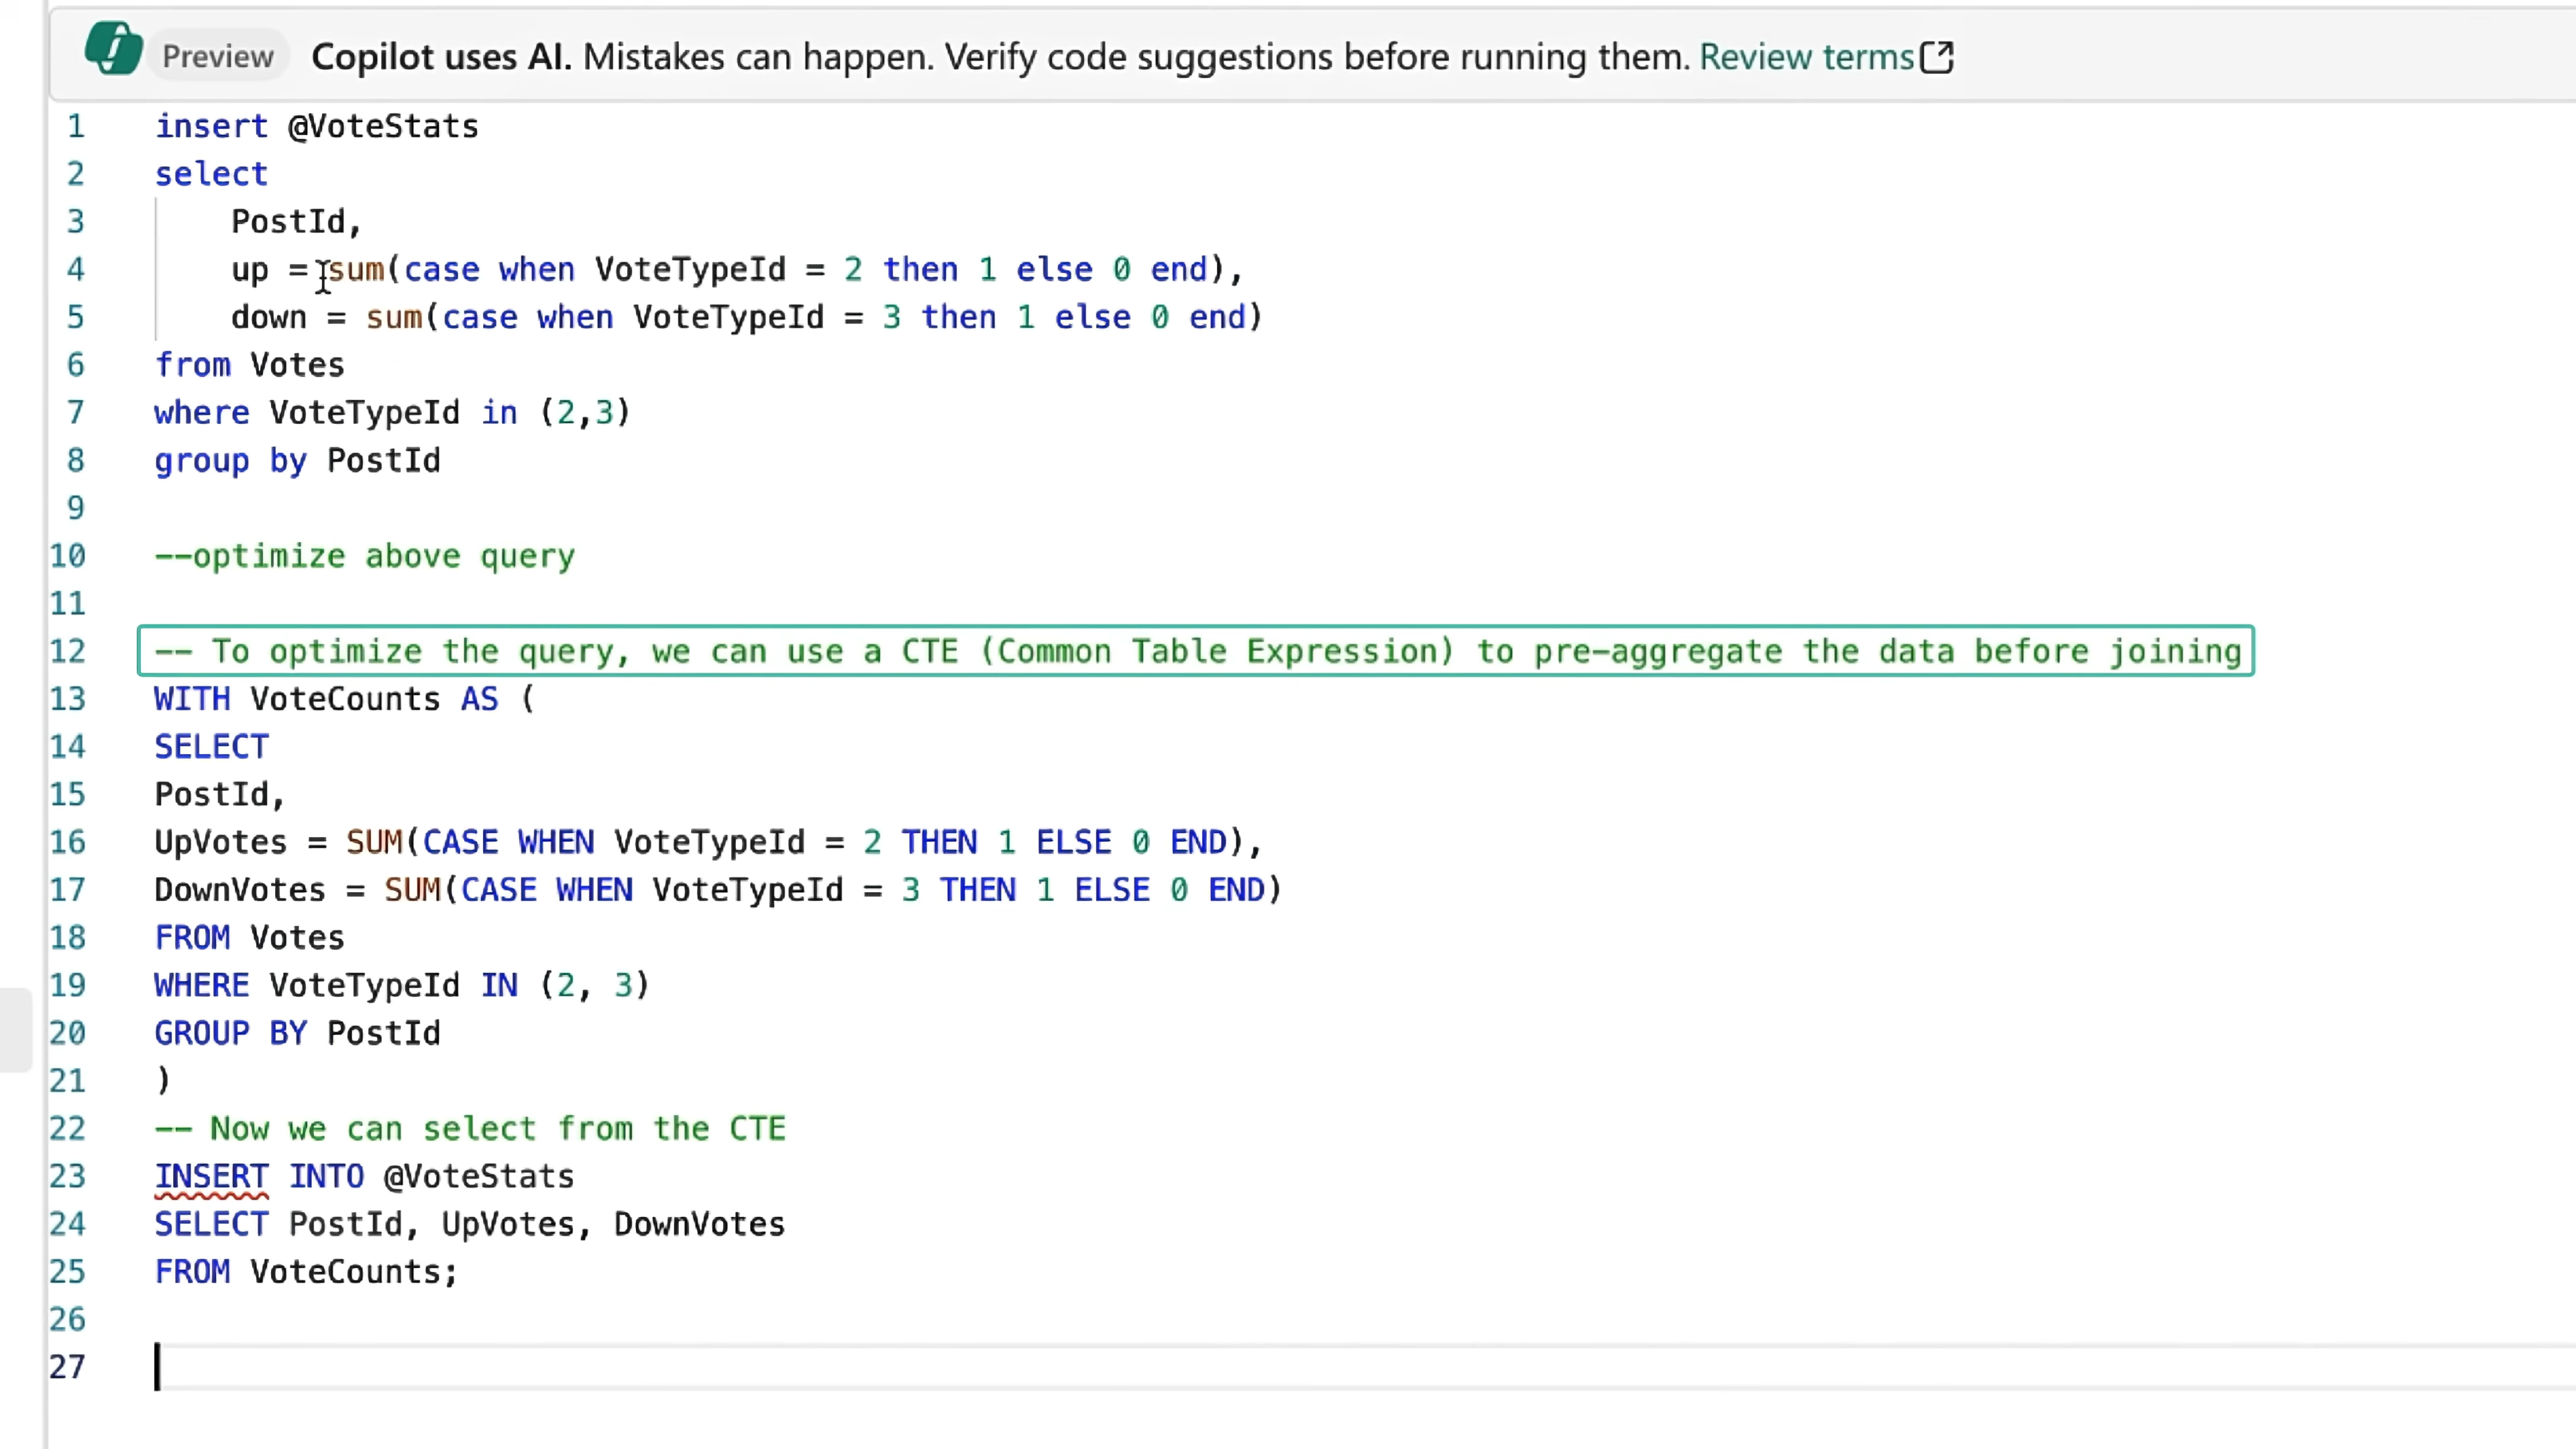 Preview Copilot uses AI. Mistakes can happen. Verify code suggestions before running them. Review terms
1 insert @VoteStats
2 select
3 PostId,
4 up = sum(case when VoteTypeId = 2 then 1 else 0 end),
5 down = sum(case when VoteTypeId = 3 then 1 else 0 end)
6 from Votes
7 where VoteTypeId in (2,3)
8 group by PostId
9
10 --optimize above query
11
12 -- To optimize the query, we can use a CTE (Common Table Expression) to pre-aggregate the data before joining
13 WITH VoteCounts AS (
14 SELECT
15 PostId,
16 UpVotes = SUM(CASE WHEN VoteTypeId = 2 THEN 1 ELSE 0 END),
17 DownVotes = SUM(CASE WHEN VoteTypeId = 3 THEN 1 ELSE 0 END)
18 FROM Votes
19 WHERE VoteTypeId IN (2, 3)
20 GROUP BY PostId
21 )
22 -- Now we can select from the CTE
23 INSERT INTO @VoteStats
24 SELECT PostId, UpVotes, DownVotes
25 FROM VoteCounts;
26
27